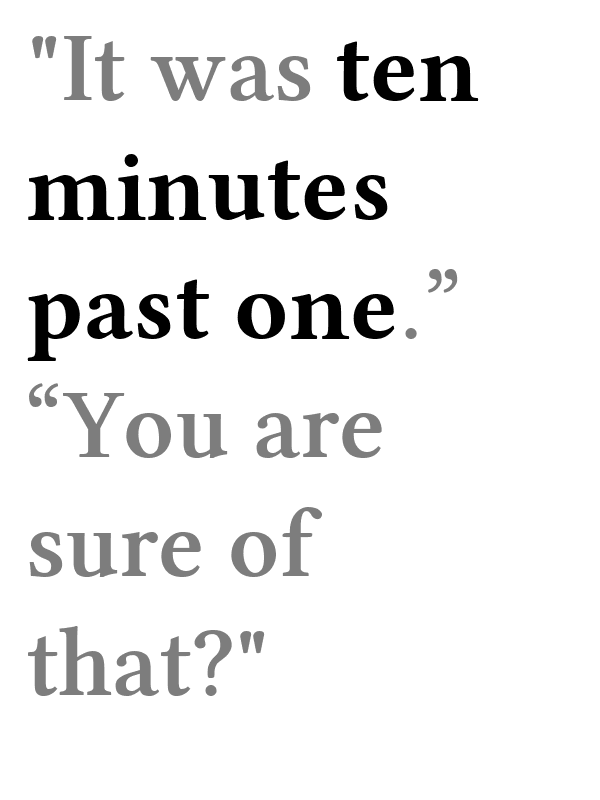 "It was ten
minutes
past one.”
“You are
sure of
that?"